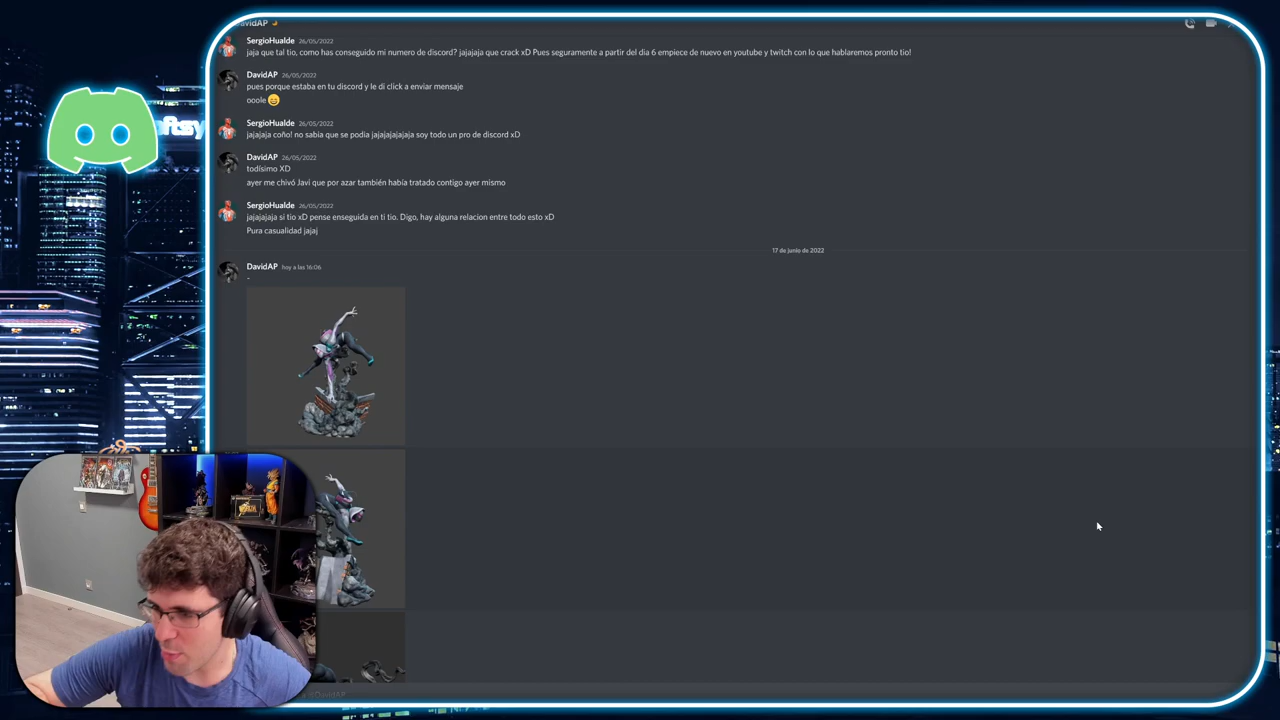 DavidAP
SergioHualde 26/05/2022
jaja que tal tio, como has conseguido mi numero de discord? jajajaja que crack xD Pues seguramente a partir del dia 6 empiece de nuevo en youtube y twitch con lo que hablaremos pronto tio!
DavidAP 26/05/2022
pues porque estaba en tu discord y le di click a enviar mensaje
ooole
SergioHualde 26/05/2022
jajajaja coño! no sabia que se podia jajajajajajaja soy todo un pro de discord xD
DavidAP 26/05/2022
todísimo XD
ayer me chivó Javi que por azar también había tratado contigo ayer mismo
SergioHualde 26/05/2022
jajajajaja si tio xD pense enseguida en ti tio. Digo, hay alguna relacion entre todo esto xD
Pura casualidad jajaj
17 de junio de 2022
DavidAP hoy a las 16:06
-
@DavidAP